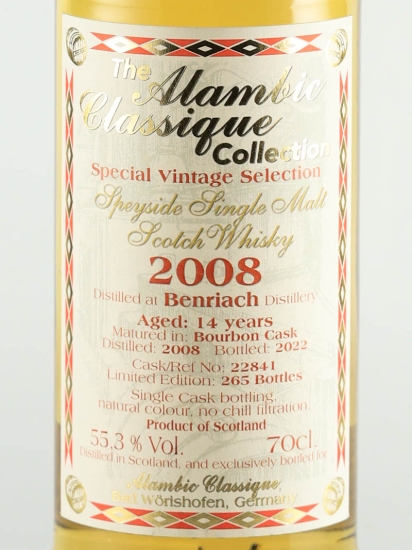 The Alambic
Classique
Collection
Special Vintage Selection
Speyside Single Malt
Scotch Whisky
2008
Distilled at Benriach Distillery
Aged: 14 years
Matured in: Bourbon Cask
Distilled: 2008 Bottled: 2022
Cask/Ref No: 22841
Limited Edition: 265 Bottles
Single Cask bottling,
natural colour, no chill filtration.
Product of Scotland
55.3 % Vol. 70cl.
Distilled in Scotland, and exclusively bottled for
Alambic Classique,
Bad Wörishofen, Germany